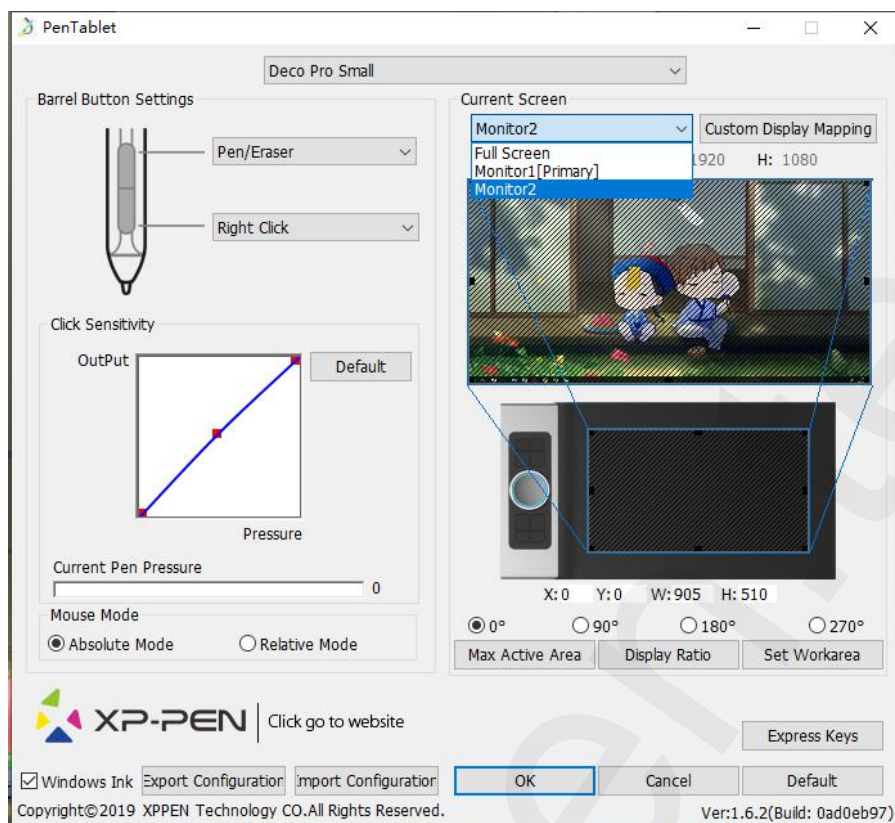 PenTablet
Deco Pro Small
Barrel Button Settings
Pen/Eraser
Right Click
Click Sensitivity
OutPut
Default
Pressure
Current Pen Pressure
0
Mouse Mode
Absolute Mode
Relative Mode
Current Screen
Monitor2
Custom Display Mapping
Full Screen
Monitor1[Primary]
Monitor2
1920 H: 1080
X: 0 Y: 0 W: 905 H: 510
0° 90° 180° 270°
Max Active Area
Display Ratio
Set Workarea
XP-PEN
Click go to website
Express Keys
Windows Ink
Export Configuration
Import Configuration
OK
Cancel
Default
Copyright©2019 XPPEN Technology CO.All Rights Reserved.
Ver:1.6.2(Build: 0ad0eb97)